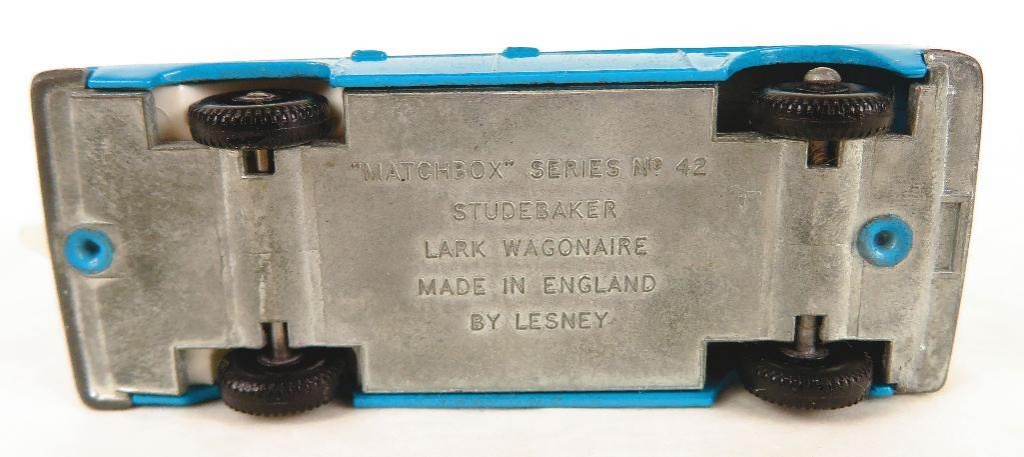 "MATCHBOX" SERIES Nº 42
STUDEBAKER
LARK WAGONAIRE
MADE IN ENGLAND
BY LESNEY